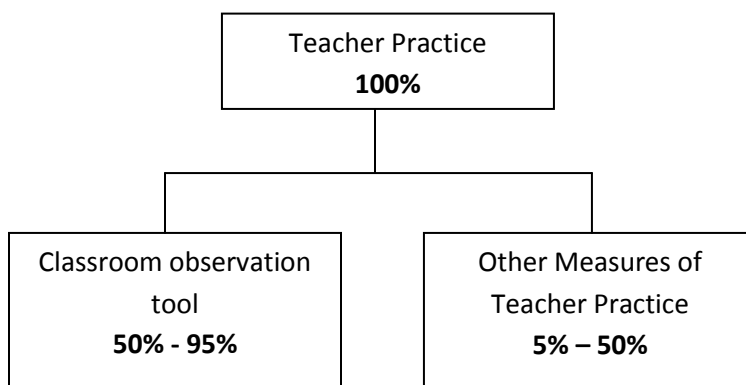 Teacher Practice
100%
Classroom observation
tool
50% - 95%
Other Measures of
Teacher Practice
5% – 50%